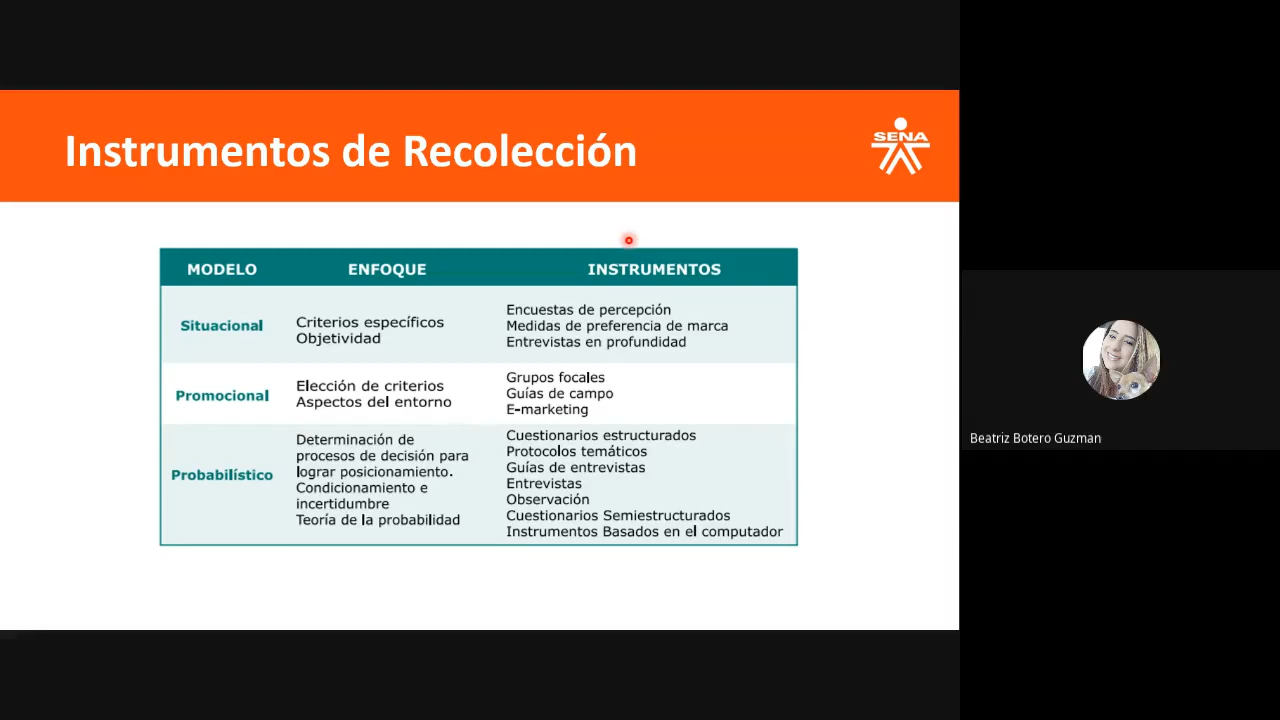 Instrumentos de Recolección
SENA
MODELO
ENFOQUE
INSTRUMENTOS
Situacional
Criterios específicos
Objetividad
Encuestas de percepción
Medidas de preferencia de marca
Entrevistas en profundidad
Promocional
Elección de criterios
Aspectos del entorno
Grupos focales
Guías de campo
E-marketing
Probabilístico
Determinación de
procesos de decisión para
lograr posicionamiento.
Condicionamiento e
incertidumbre
Teoría de la probabilidad
Cuestionarios estructurados
Protocolos temáticos
Guías de entrevistas
Entrevistas
Observación
Cuestionarios Semiestructurados
Instrumentos Basados en el computador
Beatriz Botero Guzman